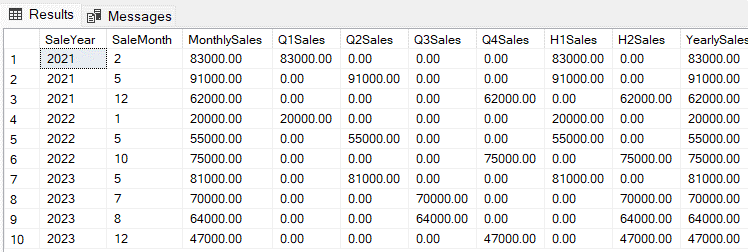 Results Messages
SaleYear SaleMonth MonthlySales Q1Sales Q2Sales Q3Sales Q4Sales H1Sales H2Sales YearlySales
1 2021 2 83000.00 83000.00 0.00 0.00 0.00 83000.00 0.00 83000.00
2 2021 5 91000.00 0.00 91000.00 0.00 0.00 91000.00 0.00 91000.00
3 2021 12 62000.00 0.00 0.00 0.00 62000.00 0.00 62000.00 62000.00
4 2022 1 20000.00 20000.00 0.00 0.00 0.00 20000.00 0.00 20000.00
5 2022 5 55000.00 0.00 55000.00 0.00 0.00 55000.00 0.00 55000.00
6 2022 10 75000.00 0.00 0.00 0.00 75000.00 0.00 75000.00 75000.00
7 2023 5 81000.00 0.00 81000.00 0.00 0.00 81000.00 0.00 81000.00
8 2023 7 70000.00 0.00 0.00 70000.00 0.00 0.00 70000.00 70000.00
9 2023 8 64000.00 0.00 0.00 64000.00 0.00 0.00 64000.00 64000.00
10 2023 12 47000.00 0.00 0.00 0.00 47000.00 0.00 47000.00 47000.00